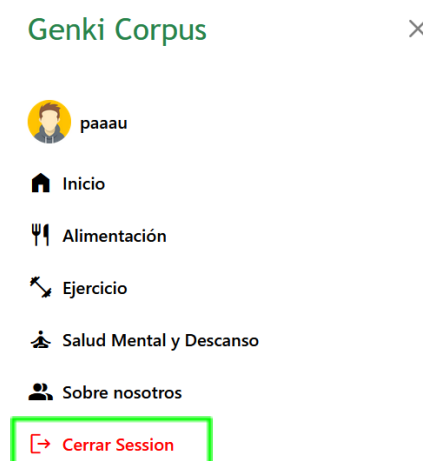 Genki Corpus
paaau
Inicio
Alimentación
Ejercicio
Salud Mental y Descanso
Sobre nosotros
Cerrar Session